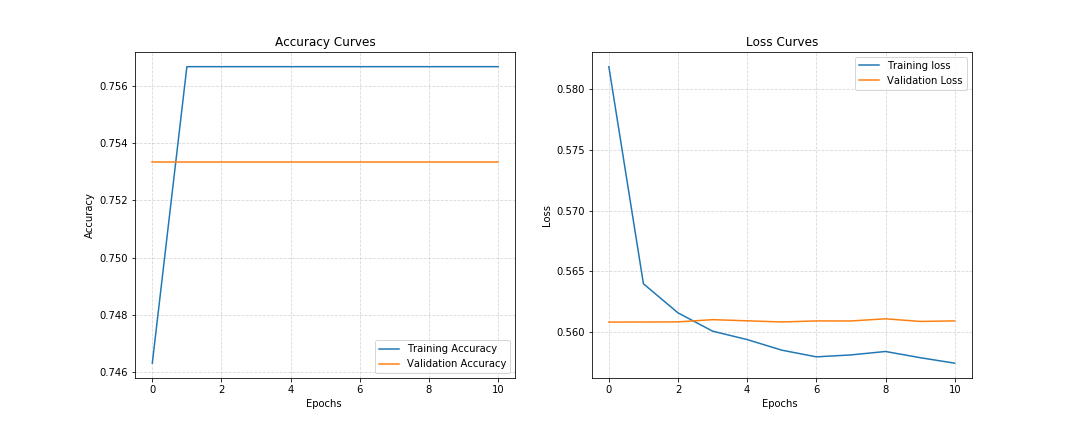 Accuracy Curves
Accuracy
0.756
0.754
0.752
0.750
0.748
0.746
0 2 4 6 8 10
Epochs
Training Accuracy
Validation Accuracy
Loss Curves
Loss
0.580
0.575
0.570
0.565
0.560
0 2 4 6 8 10
Epochs
Training loss
Validation Loss